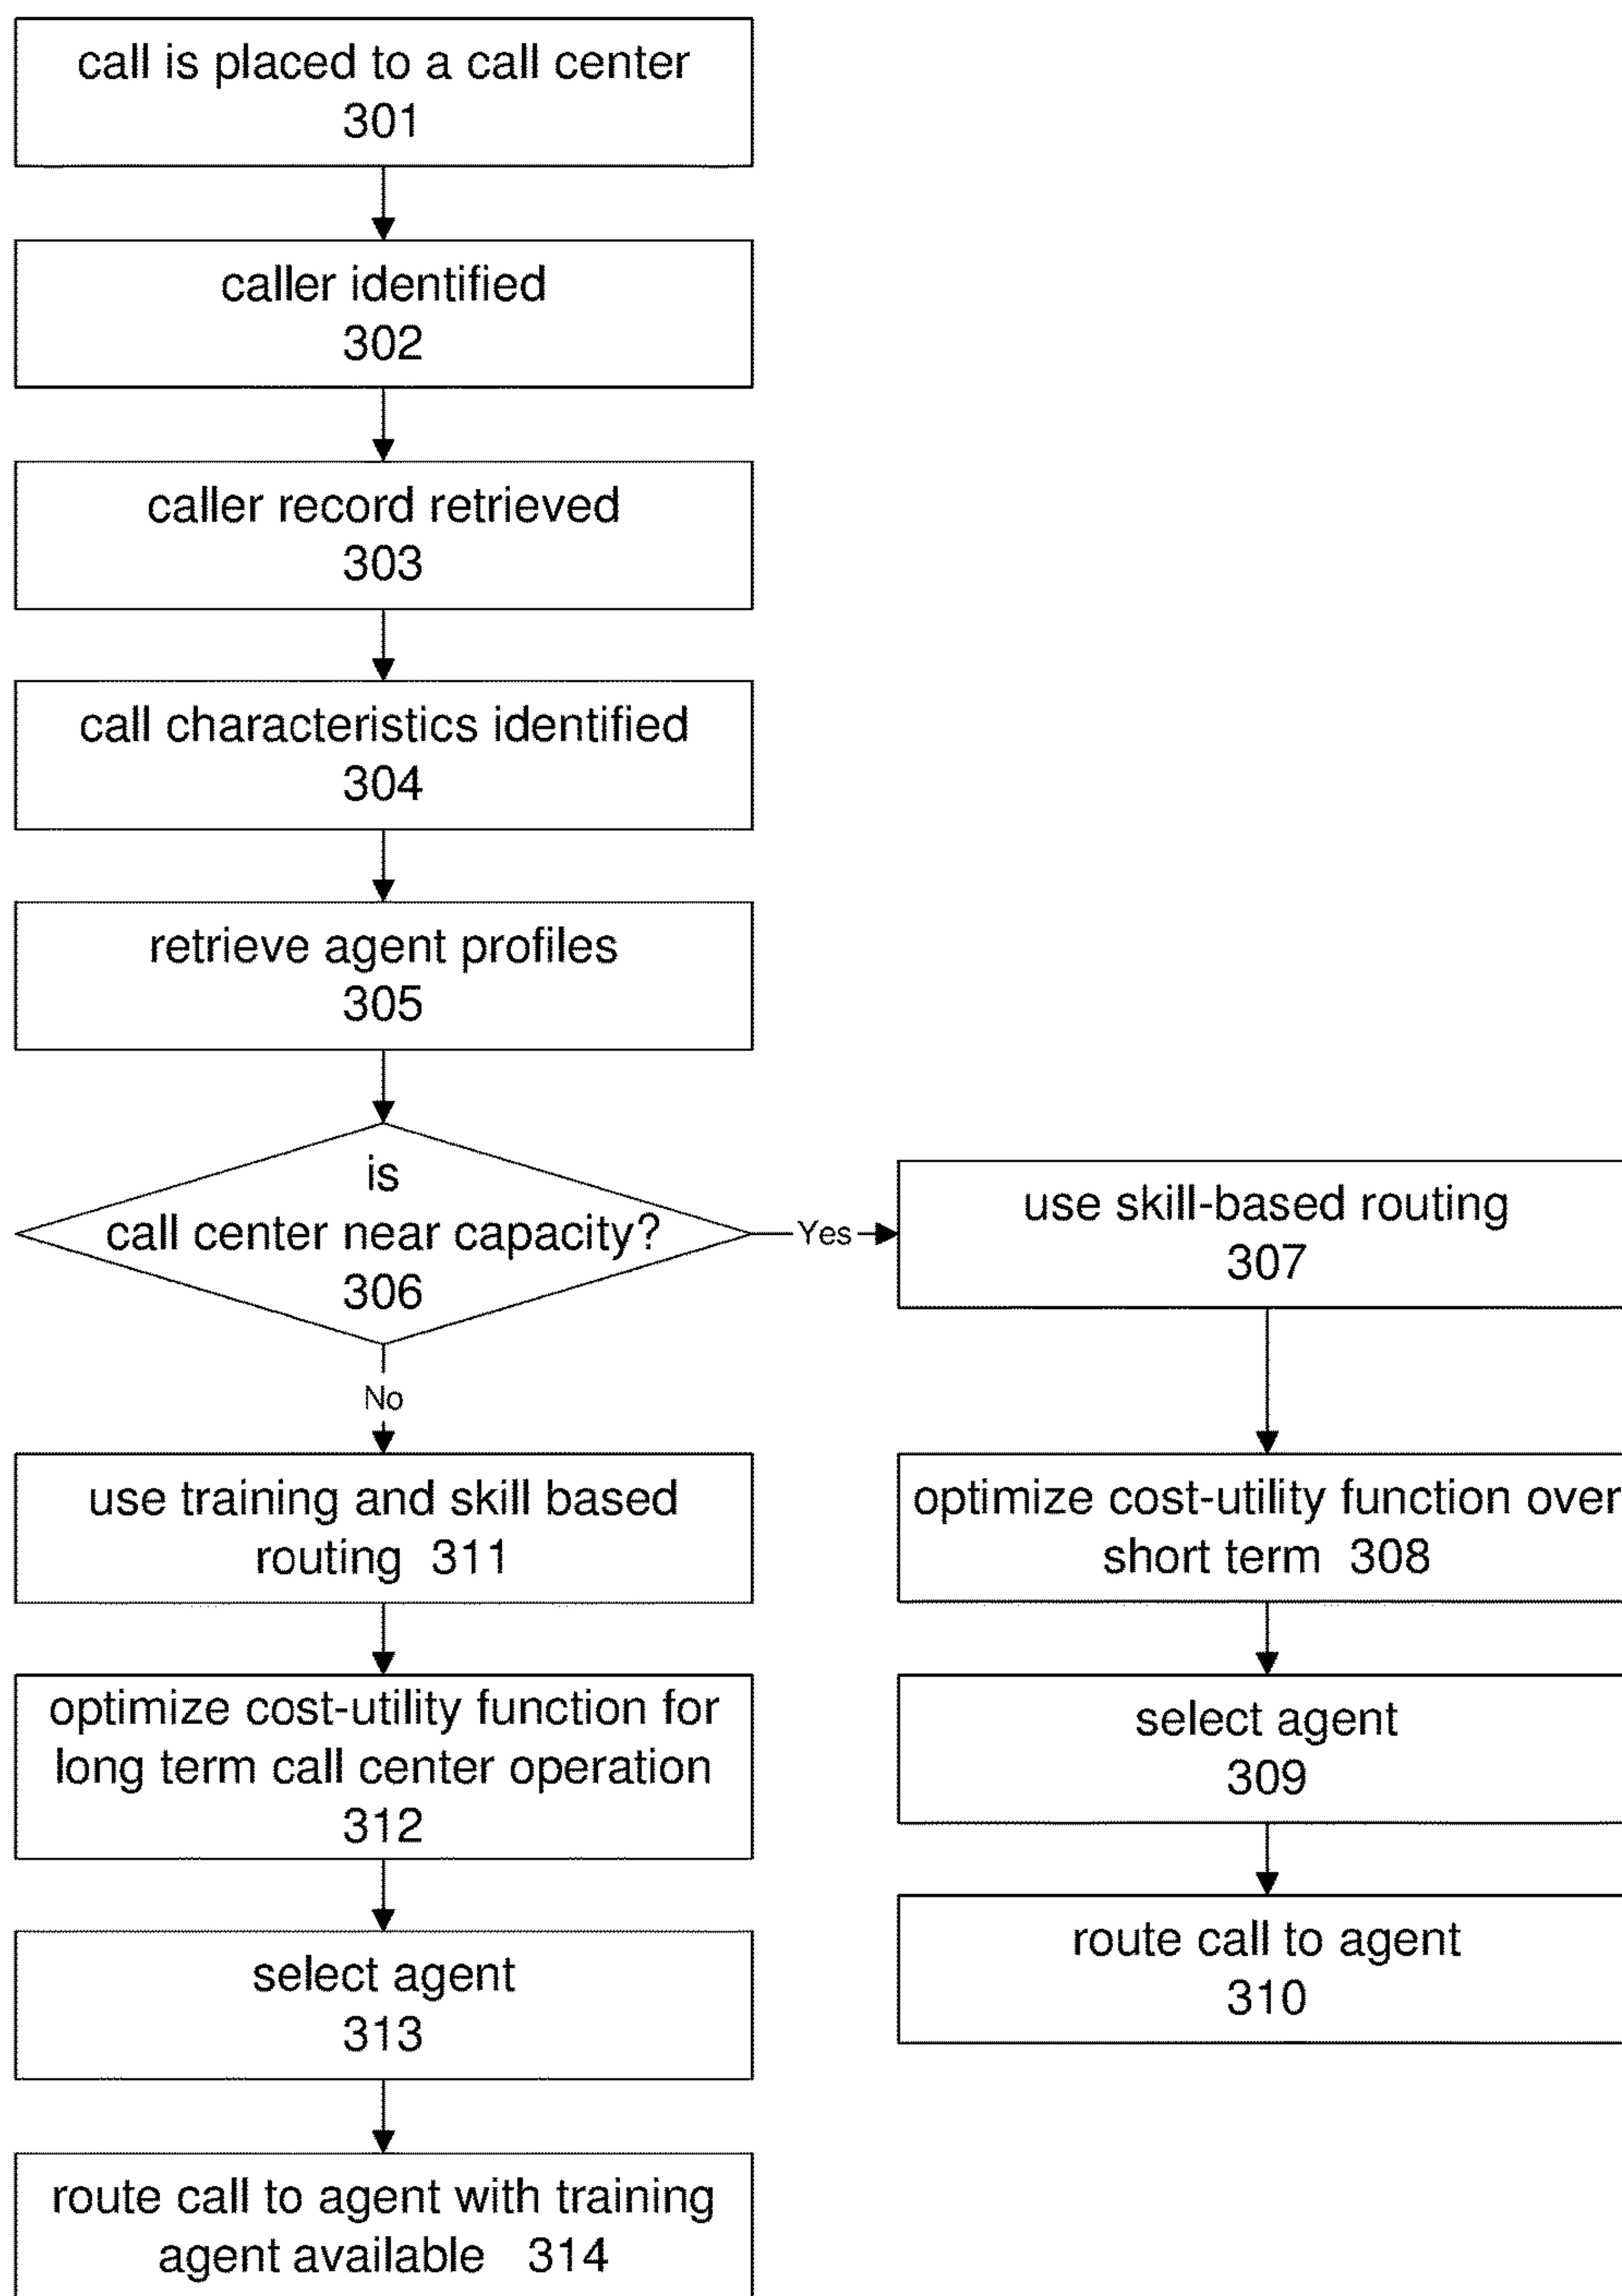 call is placed to a call center
301
caller identified
302
caller record retrieved
303
call characteristics identified
304
retrieve agent profiles
305
is
call center near capacity?
306
Yes
use skill-based routing
307
optimize cost-utility function over
short term 308
select agent
309
route call to agent
310
No
use training and skill based
routing 311
optimize cost-utility function for
long term call center operation
312
select agent
313
route call to agent with training
agent available 314